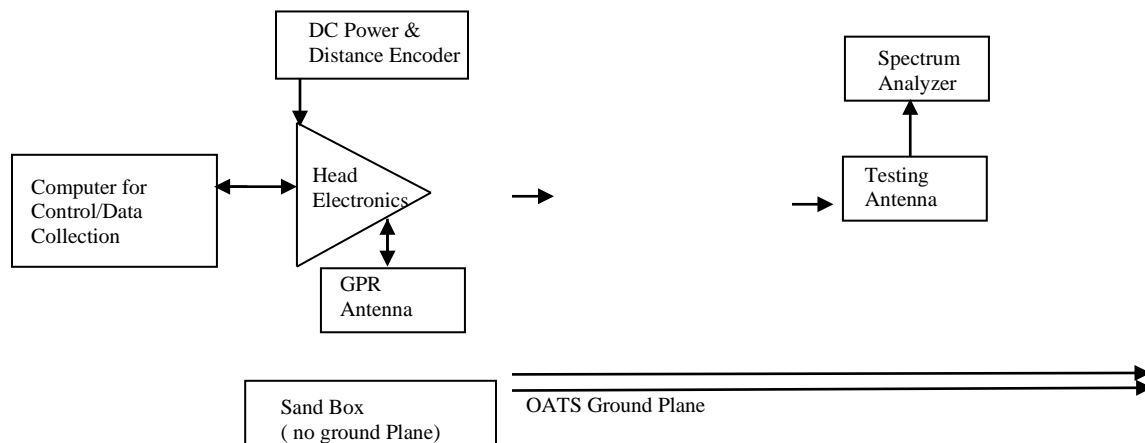 DC Power &
Distance Encoder
Spectrum
Analyzer
Computer for
Control/Data
Collection
Head
Electronics
Testing
Antenna
GPR
Antenna
Sand Box
( no ground Plane)
OATS Ground Plane